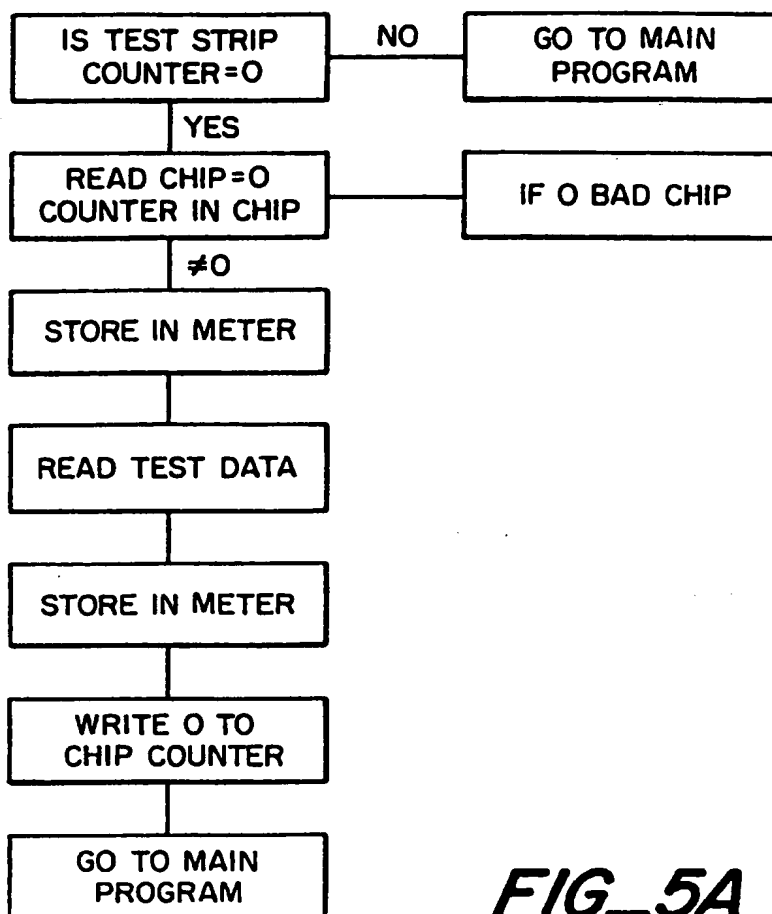 IS TEST STRIP
COUNTER=0
NO
GO TO MAIN
PROGRAM
YES
READ CHIP=0
COUNTER IN CHIP
IF 0 BAD CHIP
≠0
STORE IN METER
READ TEST DATA
STORE IN METER
WRITE 0 TO
CHIP COUNTER
GO TO MAIN
PROGRAM
FIG_5A